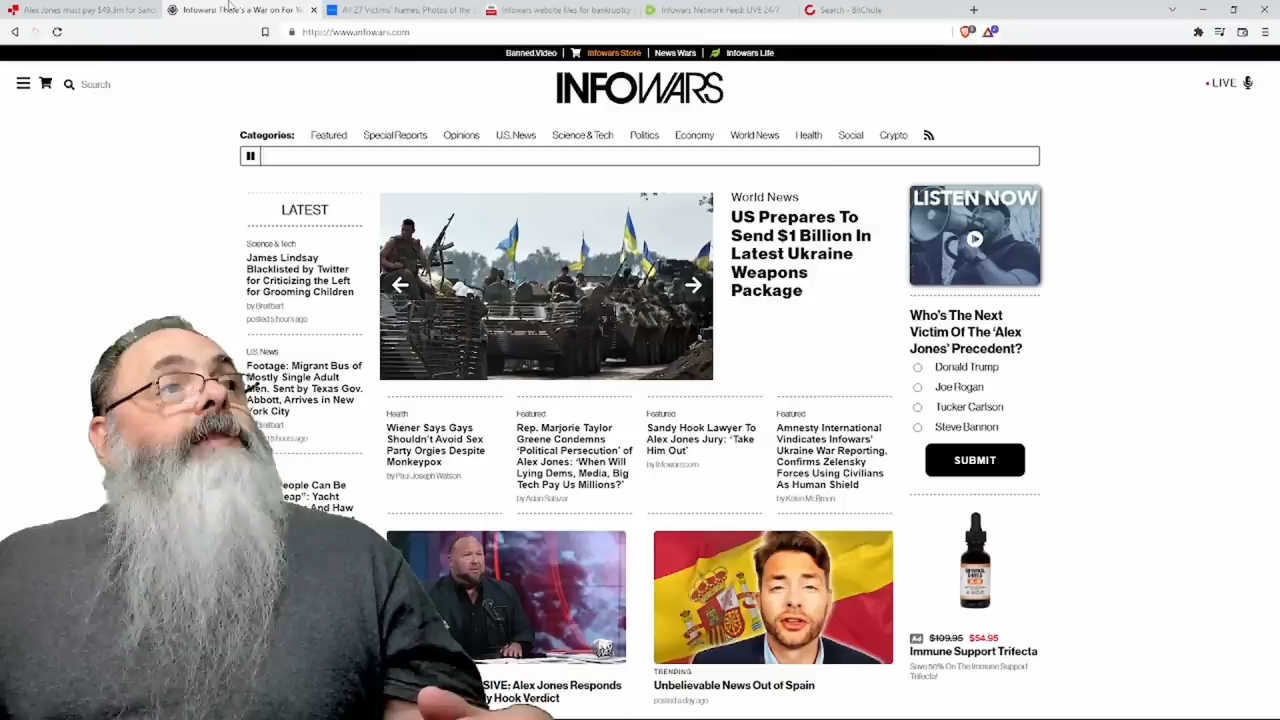 Alex Jones must pay $49.3m for Sand
Infowars: There's a War on For Yo
All 27 Victims' Names, Photos of the
Infowars website files for bankruptcy
Infowars Network Feed: LIVE 24/7
Search - BitChute
https://www.infowars.com
Banned.Video | Infowars Store | News Wars | Infowars Life
Search
INFOWARS
• LIVE
Categories: Featured Special Reports Opinions U.S. News Science & Tech Politics Economy World News Health Social Crypto
LATEST
Science & Tech
James Lindsay
Blacklisted by Twitter
for Criticizing the Left
for Grooming Children
by Breitbart
posted 5 hours ago
U.S. News
Footage: Migrant Bus of
Mostly Single Adult
Men, Sent by Texas Gov.
Abbott, Arrives in New
York City
5 hours ago
People Can Be
eap": Yacht
And Haw
World News
US Prepares To
Send $1 Billion In
Latest Ukraine
Weapons
Package
Health
Wiener Says Gays
Shouldn't Avoid Sex
Party Orgies Despite
Monkeypox
by Paul Joseph Watson
Featured
Rep. Marjorie Taylor
Greene Condemns
'Political Persecution' of
Alex Jones: 'When Will
Lying Dems, Media, Big
Tech Pay Us Millions?'
by Adan Salazar
Featured
Sandy Hook Lawyer To
Alex Jones Jury: 'Take
Him Out'
by Infowars.com
Featured
Amnesty International
Vindicates Infowars'
Ukraine War Reporting,
Confirms Zelensky
Forces Using Civilians
As Human Shield
by Kelen McBreen
SIVE: Alex Jones Responds
y Hook Verdict
TRENDING
Unbelievable News Out of Spain
posted a day ago
LISTEN NOW
Who's The Next
Victim Of The 'Alex
Jones' Precedent?
Donald Trump
Joe Rogan
Tucker Carlson
Steve Bannon
SUBMIT
Ad $109.95 $54.95
Immune Support Trifecta
Save 50% On The Immune Support
Trifecta!